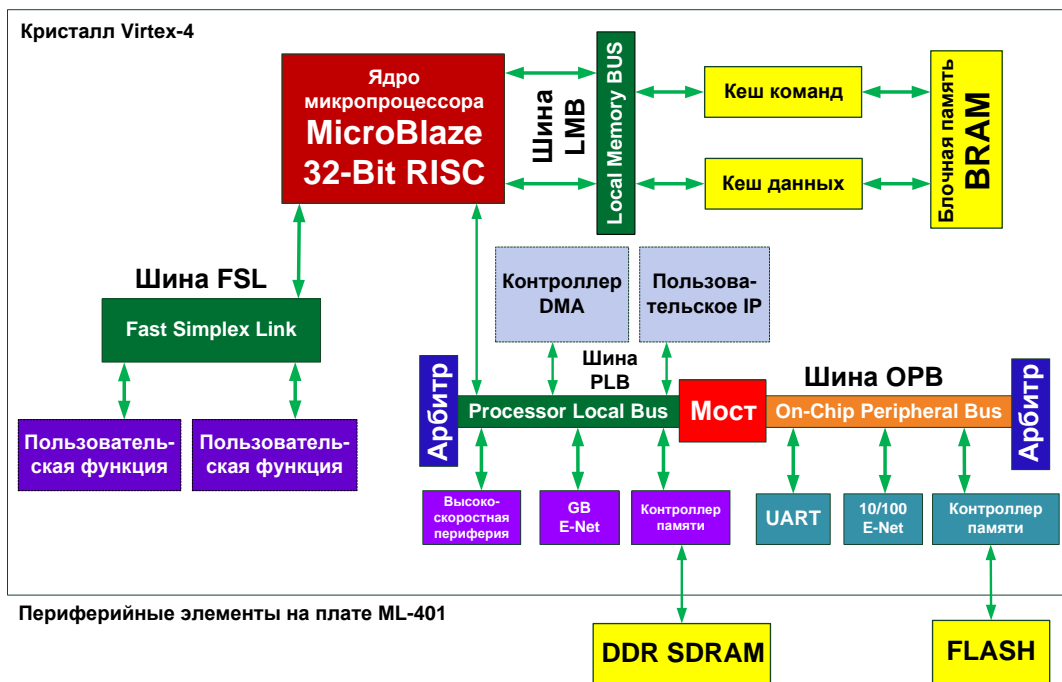 Кристалл Virtex-4
Ядро
микропроцессора
MicroBlaze
32-Bit RISC
Шина
LMB
Local Memory BUS
Кеш команд
Кеш данных
Блочная память
BRAM
Шина FSL
Fast Simplex Link
Пользователь-
ская функция
Пользователь-
ская функция
Контроллер
DMA
Пользова-
тельское IP
Шина
PLB
Арбитр
Processor Local Bus
Мост
Шина OPB
On-Chip Peripheral Bus
Арбитр
Высоко-
скоростная
периферия
GB
E-Net
Контроллер
памяти
UART
10/100
E-Net
Контроллер
памяти
Периферийные элементы на плате ML-401
DDR SDRAM
FLASH